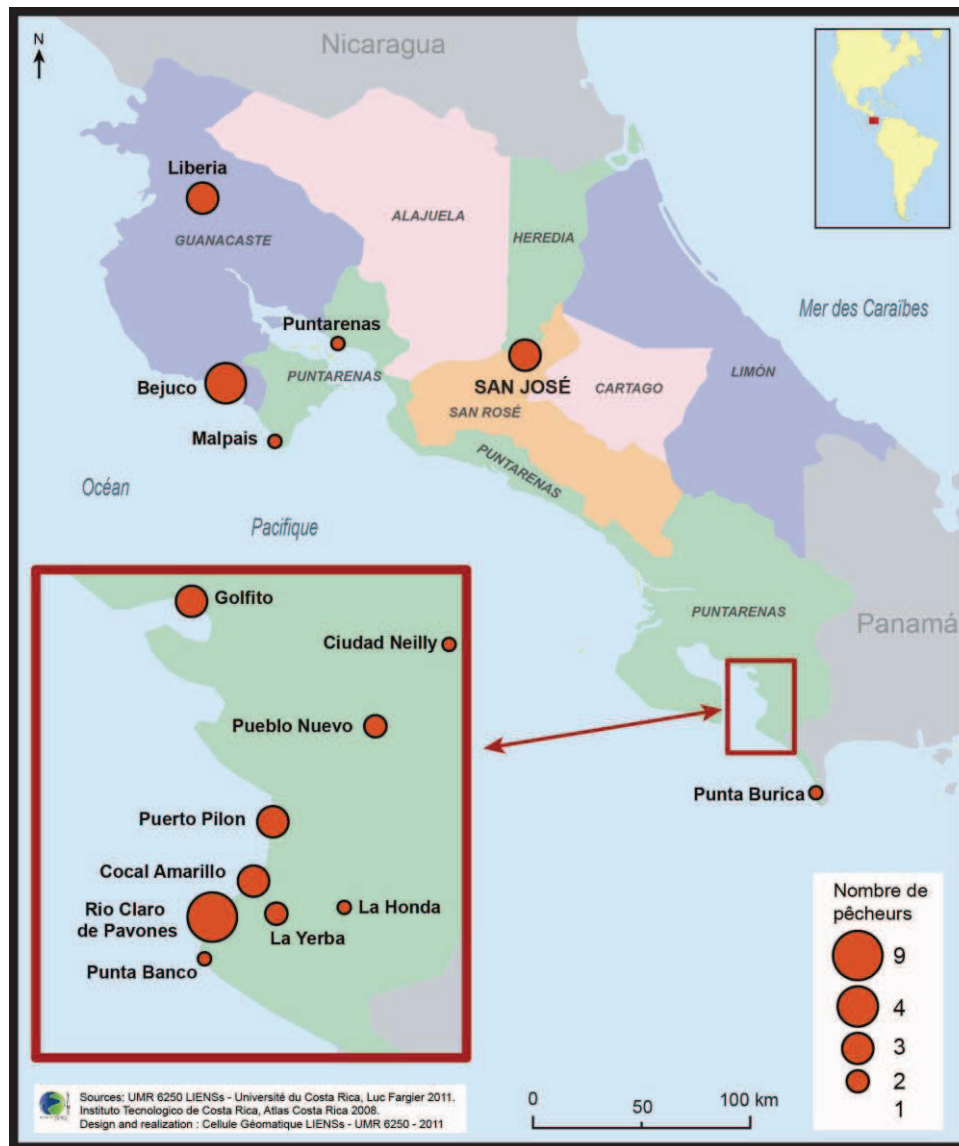 N
Nicaragua
Liberia
GUANACASTE
ALAJUELA
HEREDIA
Mer des Caraïbes
Puntarenas
PUNTARENAS
Bejuco
SAN JOSÉ
CARTAGO
LIMÓN
SAN ROSÉ
Malpais
PUNTARENAS
Océan
Pacifique
PUNTARENAS
Panamá
Golfito
Ciudad Neilly
Pueblo Nuevo
Punta Burica
Puerto Pilon
Cocal Amarillo
Rio Claro
de Pavones
La Honda
La Yerba
Punta Banco
Nombre de
pêcheurs
9
4
3
2
1
Sources: UMR 6250 LIENSs - Université du Costa Rica, Luc Fargier 2011.
Instituto Tecnologico de Costa Rica, Atlas Costa Rica 2008.
Design and realization : Cellule Géomatique LIENSs - UMR 6250 - 2011
0
50
100 km